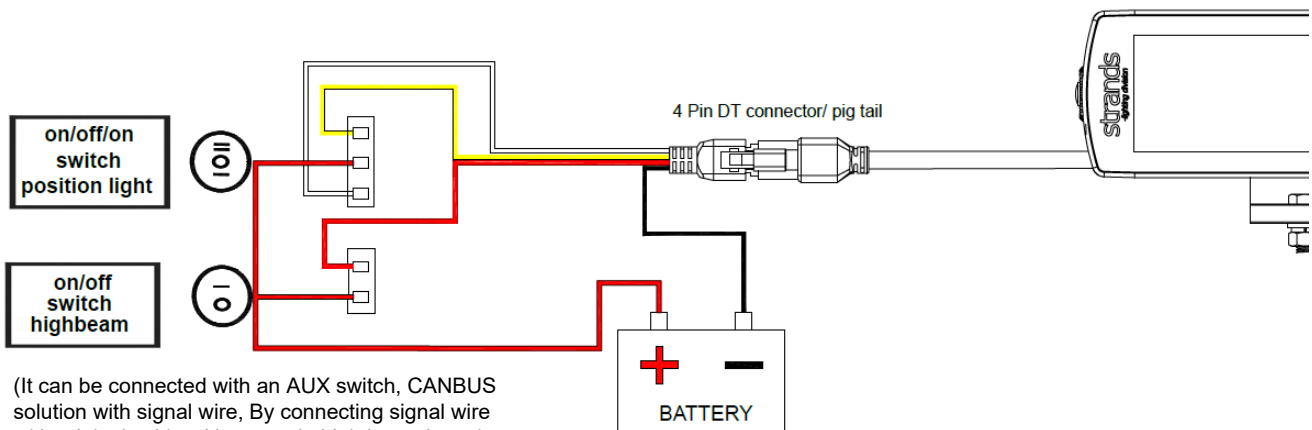 4 Pin DT connector/ pig tail
strands
-lighting division
on/off/on
switch
position light
on/off
switch
highbeam
BATTERY
(It can be connected with an AUX switch, CANBUS
solution with signal wire, By connecting signal wire